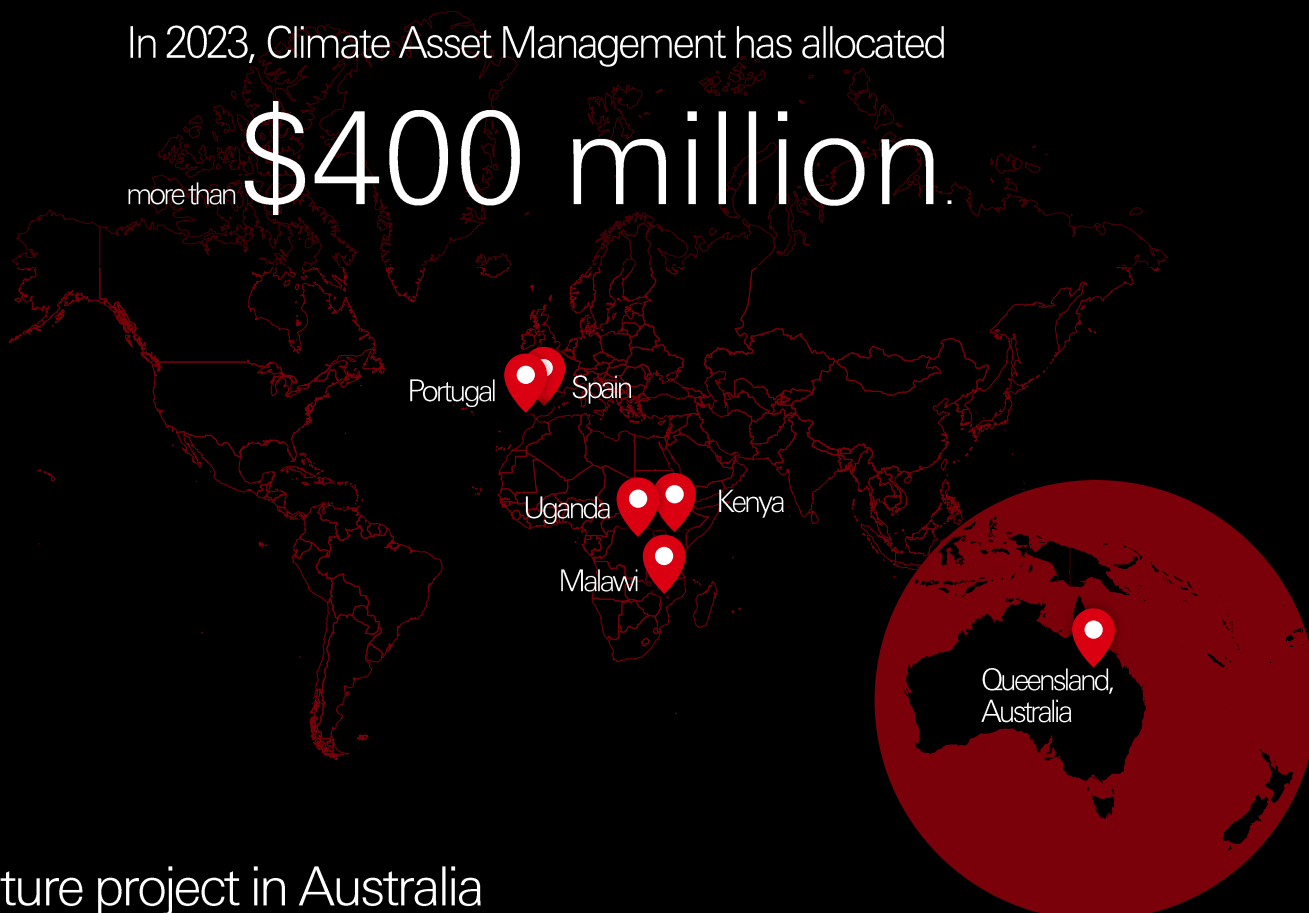 In 2023, Climate Asset Management has allocated
more than $400 million.
Portugal
Spain
Uganda
Kenya
Malawi
Queensland,
Australia
ture project in Australia